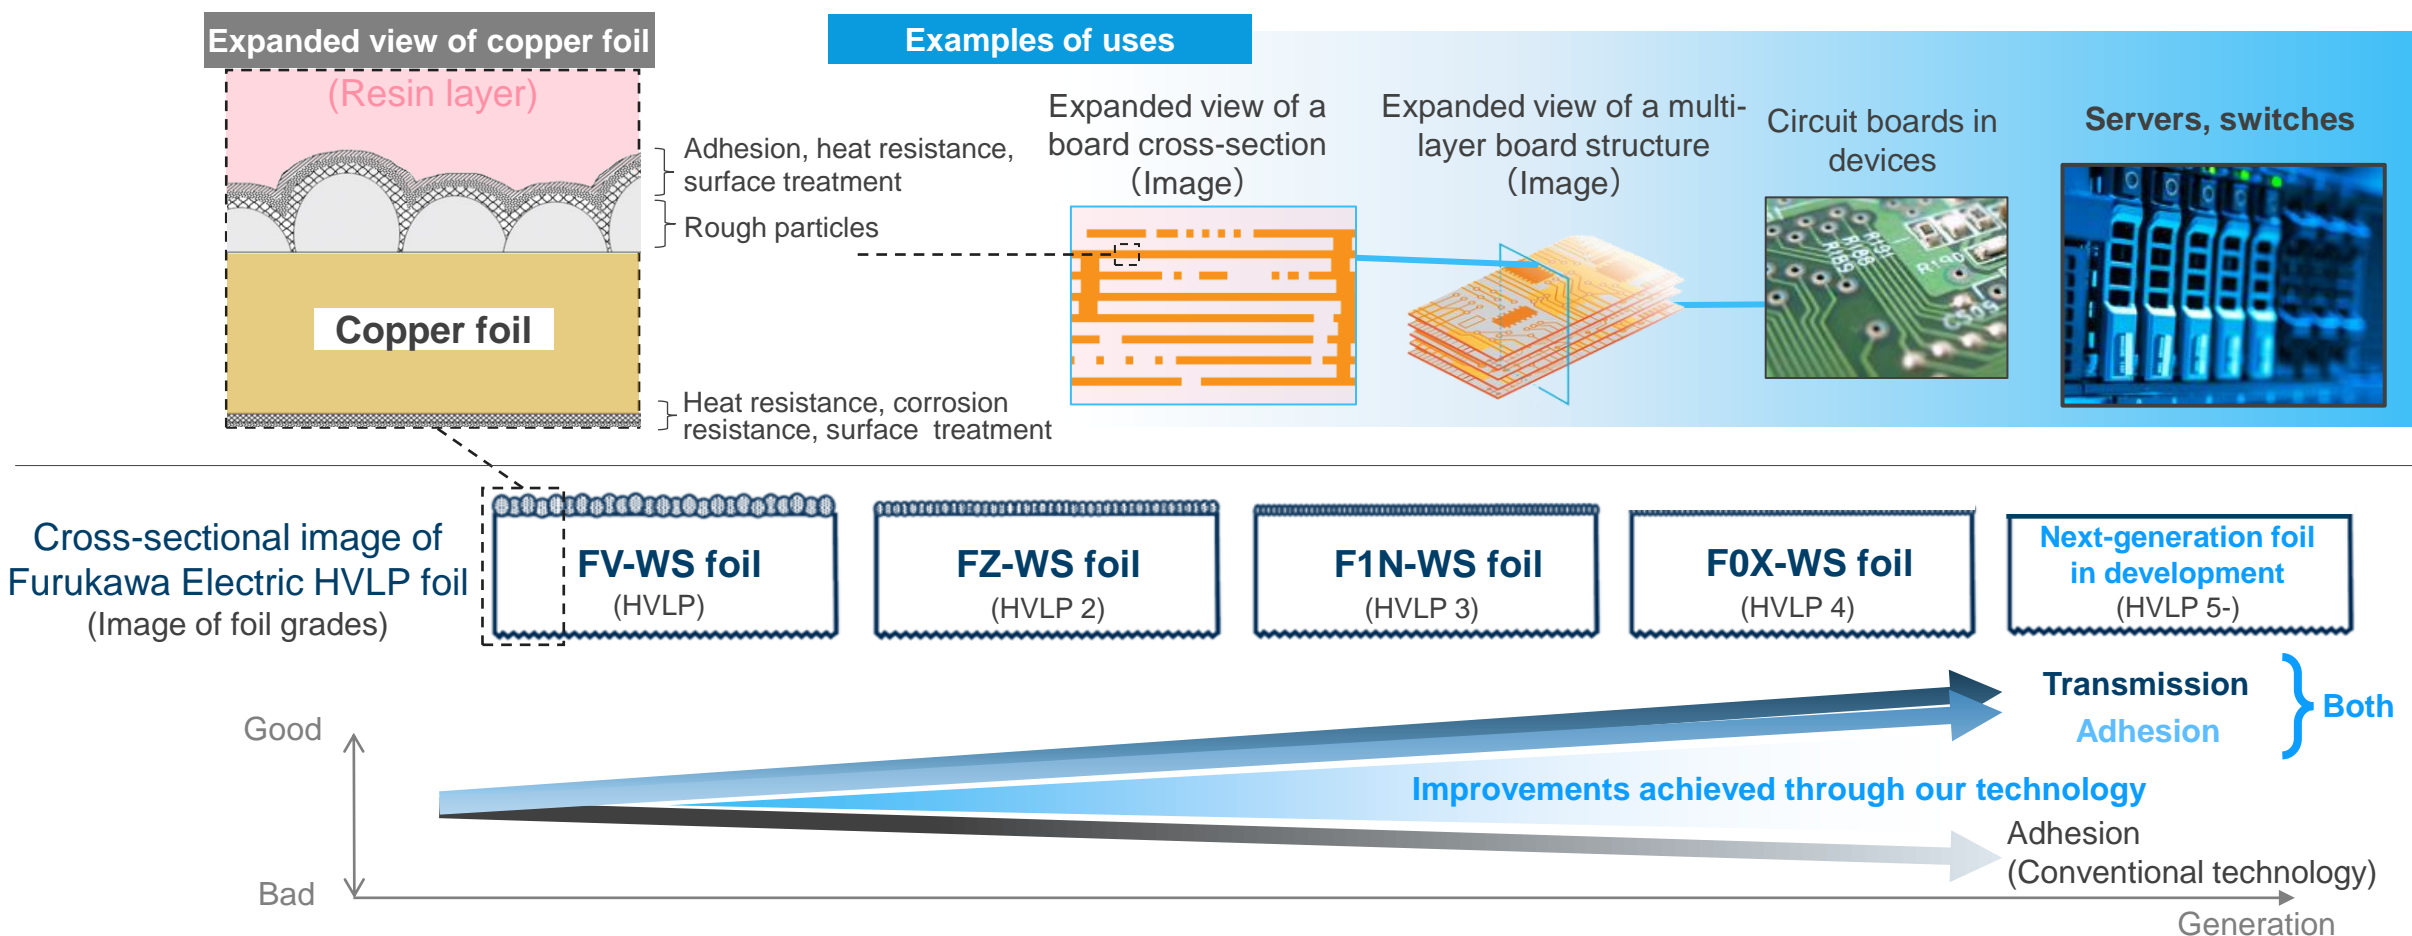 Expanded view of copper foil
(Resin layer)
Adhesion, heat resistance,
surface treatment
Rough particles
Copper foil
Heat resistance, corrosion
resistance, surface treatment
Examples of uses
Expanded view of a
board cross-section
（Image）
Expanded view of a multi-
layer board structure
（Image）
Circuit boards in
devices
R191
R188
R189
R190
Servers, switches
Cross-sectional image of
Furukawa Electric HVLP foil
(Image of foil grades)
FV-WS foil
(HVLP)
FZ-WS foil
(HVLP 2)
F1N-WS foil
(HVLP 3)
F0X-WS foil
(HVLP 4)
Next-generation foil
in development
(HVLP 5-)
Good
Bad
Transmission
Adhesion
Both
Improvements achieved through our technology
Adhesion
(Conventional technology)
Generation